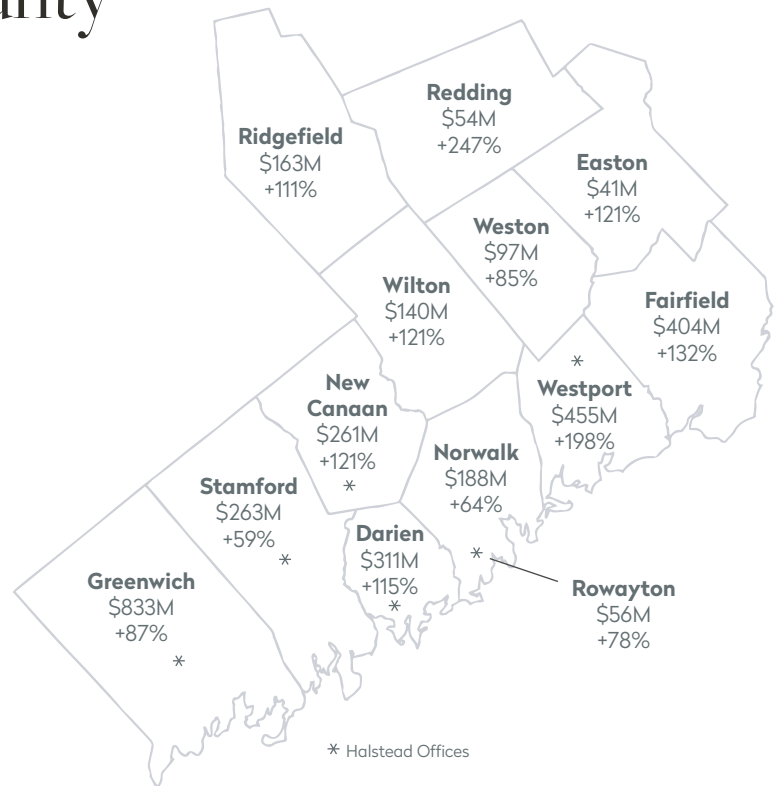 Redding
$54M
+247%
Ridgefield
$163M
+111%
Easton
$41M
+121%
Weston
$97M
+85%
Wilton
$140M
+121%
Fairfield
$404M
+132%
New
Canaan
$261M
+121%
*
*
Westport
$455M
+198%
Norwalk
$188M
+64%
Stamford
$263M
+59%
*
Darien
$311M
+115%
*
*
Rowayton
$56M
+78%
Greenwich
$833M
+87%
*
* Halstead Offices